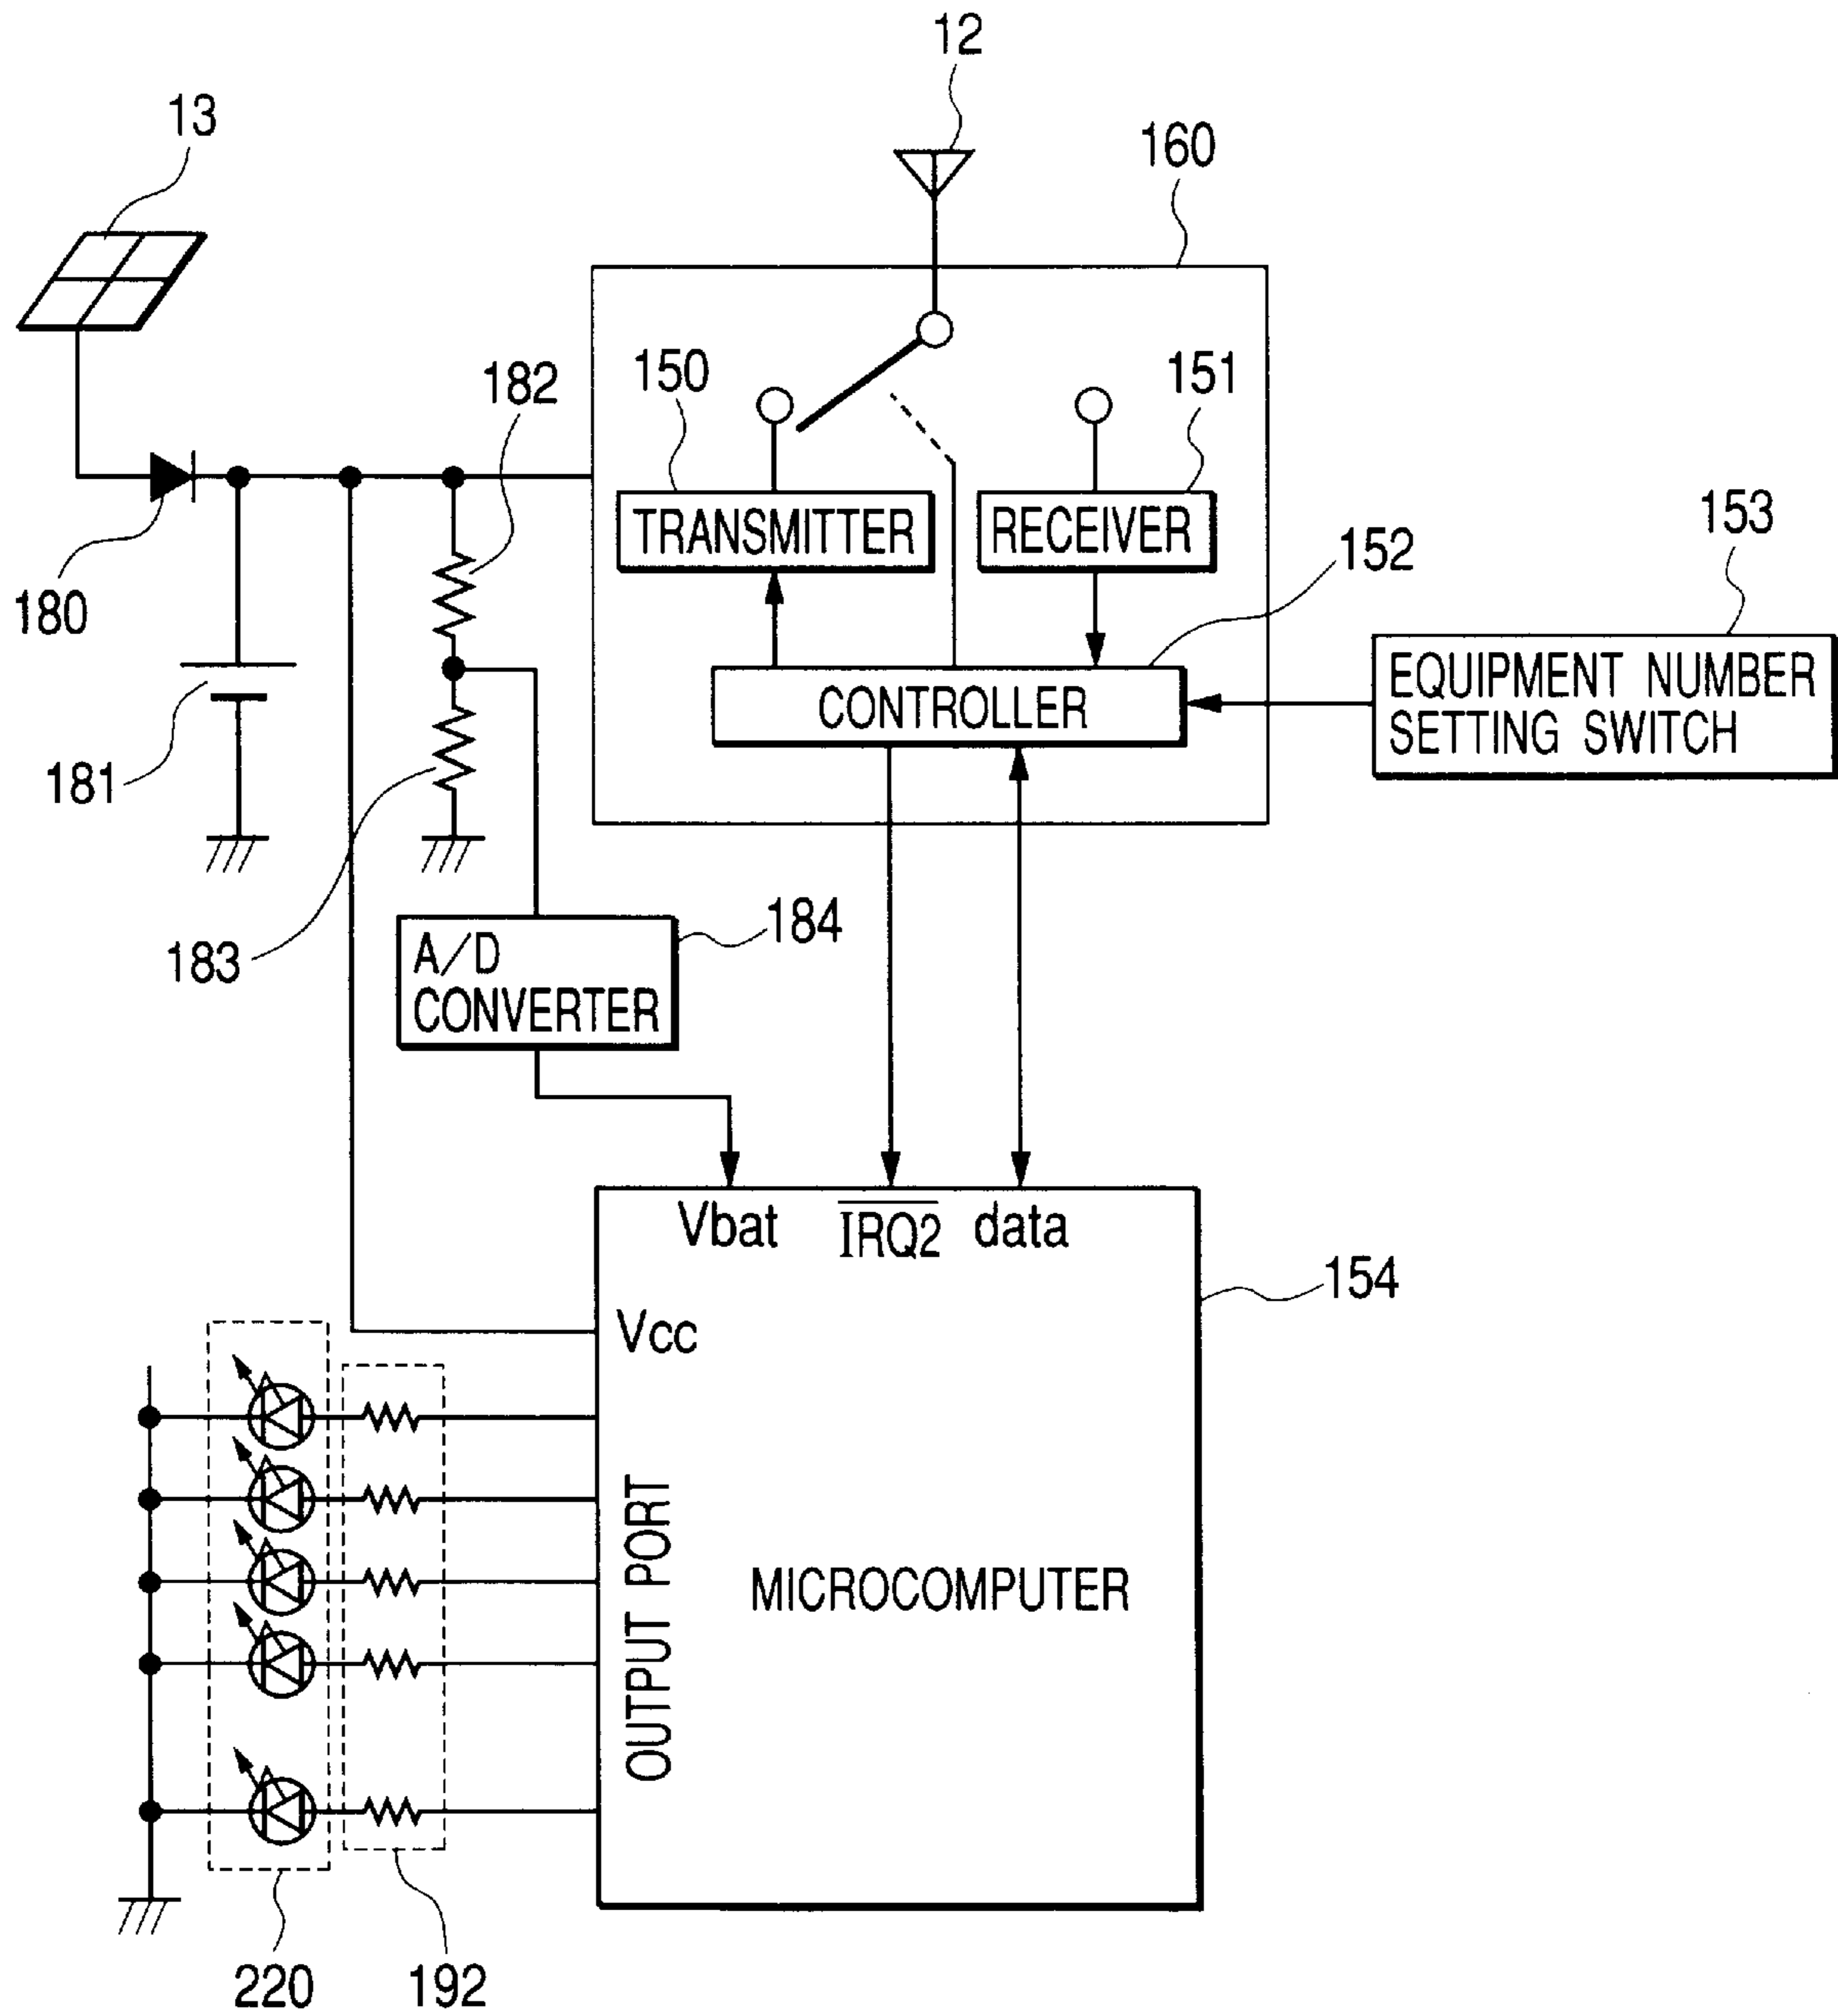 12
13
160
182
150
151
TRANSMITTER
RECEIVER
153
152
180
EQUIPMENT NUMBER
SETTING SWITCH
CONTROLLER
181
184
183
A/D
CONVERTER
Vbat IRQ2 data
154
Vcc
OUTPUT PORT
MICROCOMPUTER
220
192